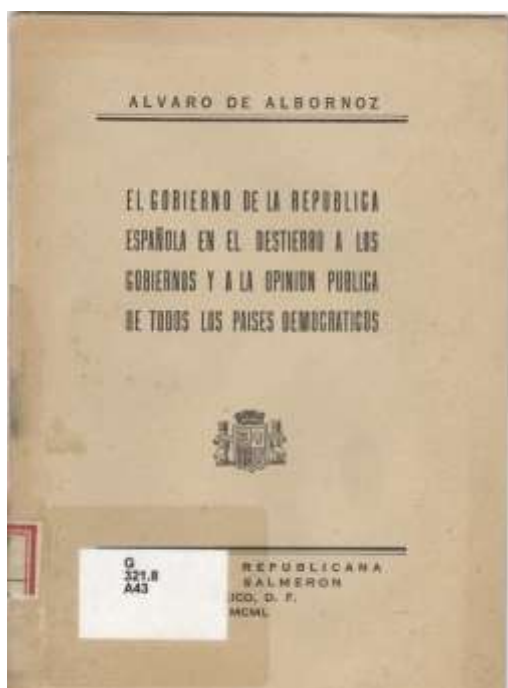 ALVARO DE ALBORNOZ
EL GOBIERNO DE LA REPUBLICA
ESPAÑOLA EN EL DESTIERRO A LOS
GOBIERNOS Y A LA OPINION PUBLICA
DE TODOS LOS PAISES DEMOCRATICOS
G
321.8
A43
REPUBLICANA
SALMERON
ICO, D. F.
MCML